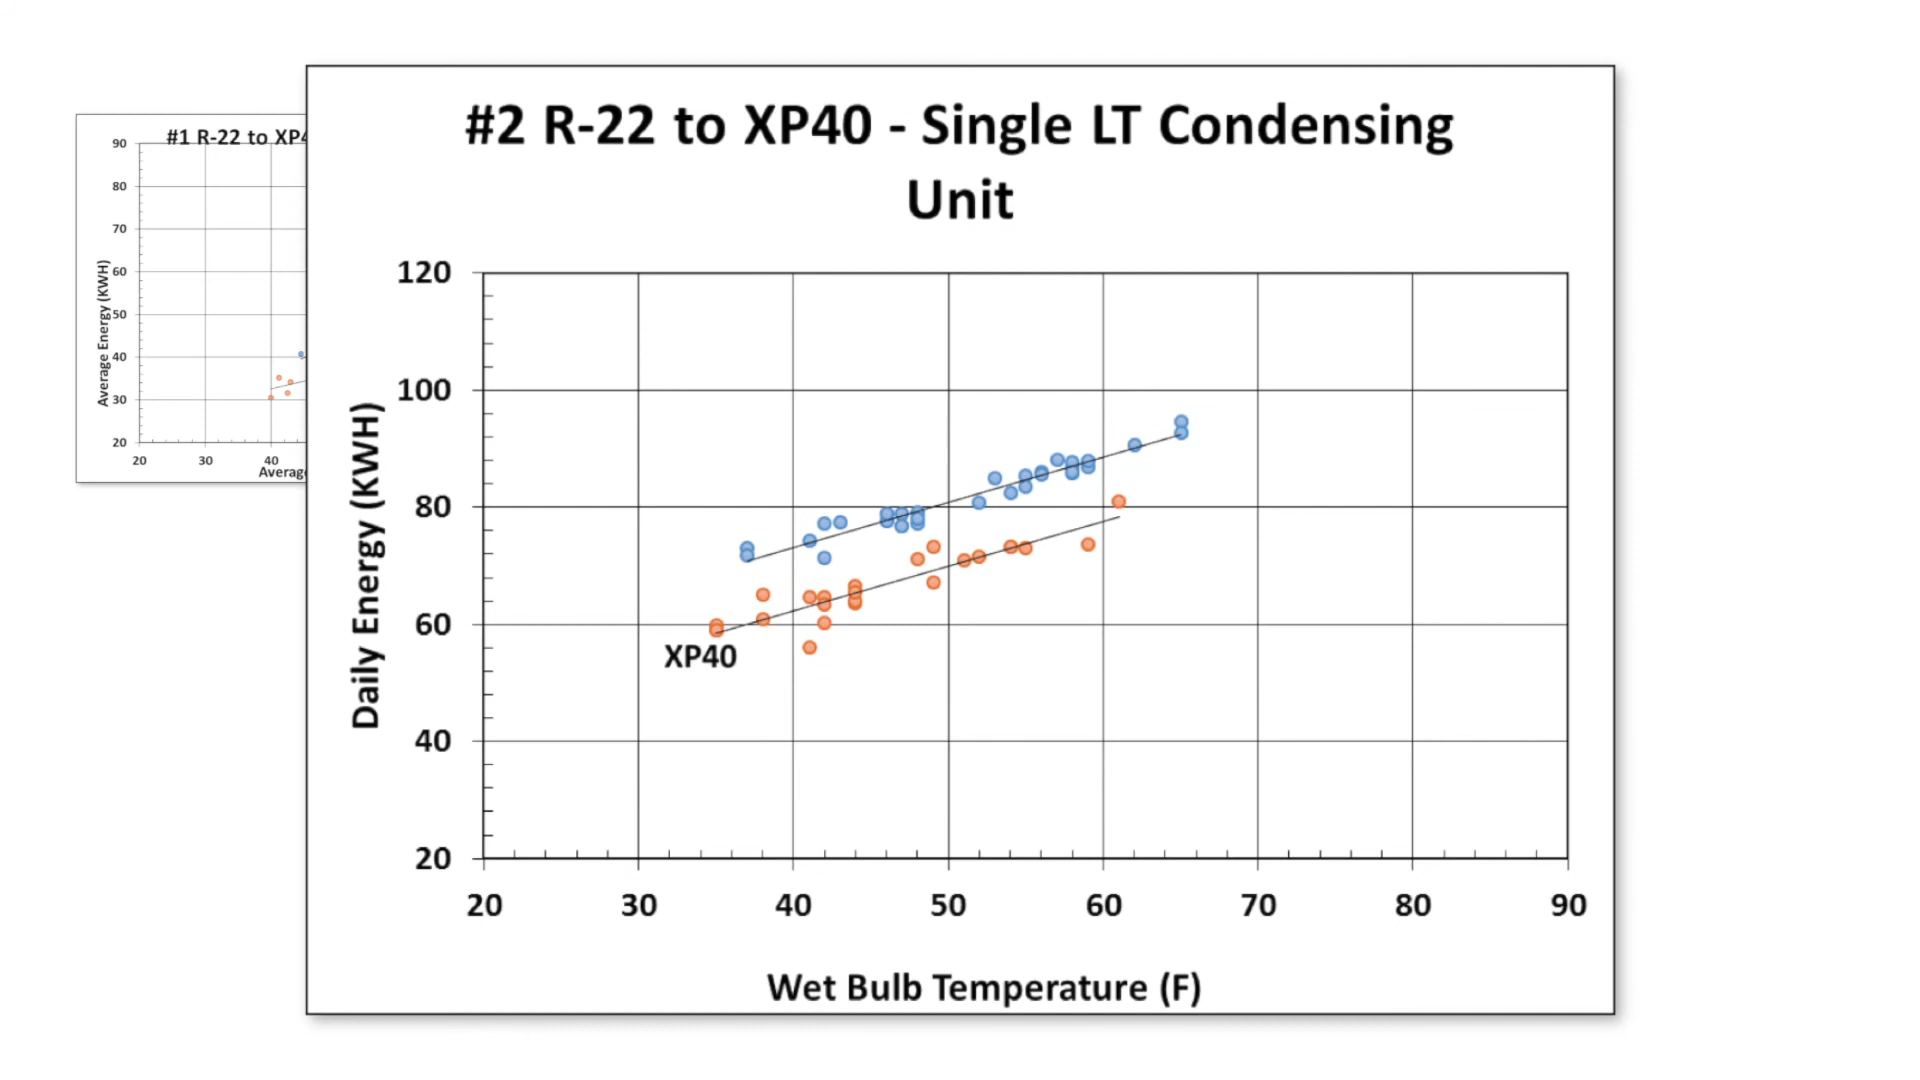 #1 R-22 to XP4
90
80
70
60
50
40
30
20
20 30 40
Average Energy (KWH)
Average
#2 R-22 to XP40 - Single LT Condensing
Unit
120
100
80
60
40
20
XP40
Daily Energy (KWH)
20 30 40 50 60 70 80 90
Wet Bulb Temperature (F)